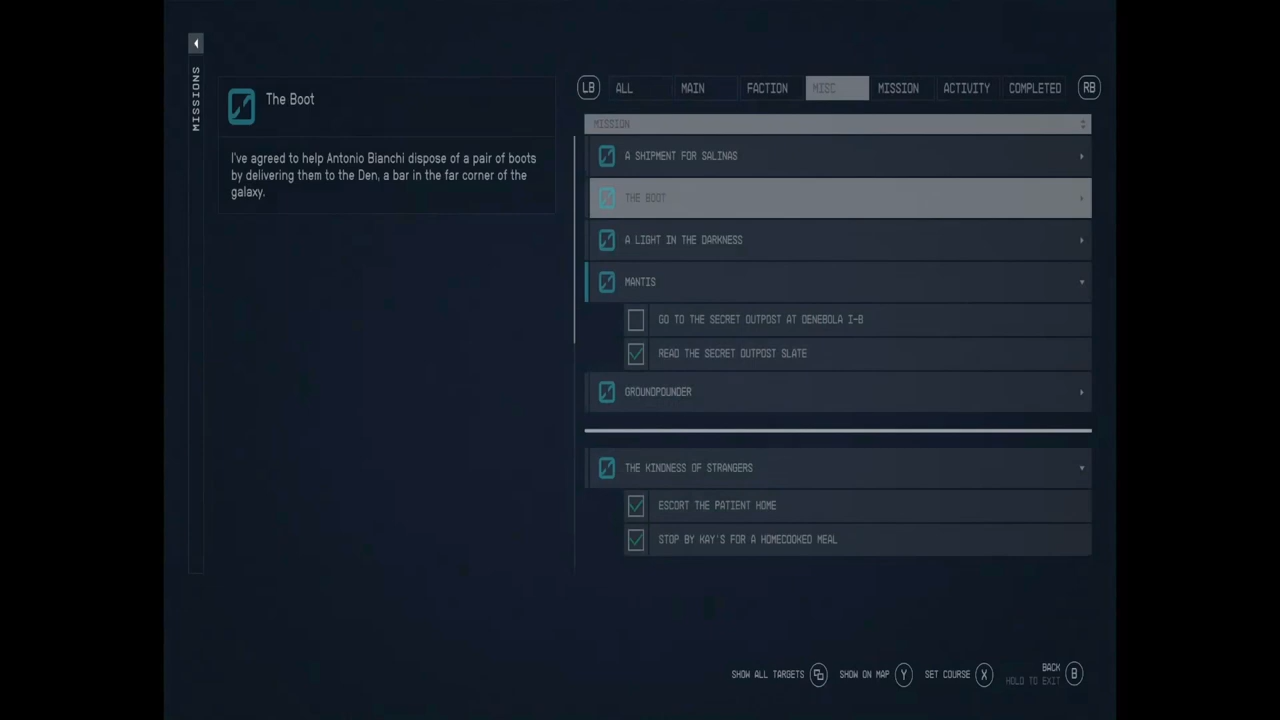 MISSIONS
The Boot
I've agreed to help Antonio Bianchi dispose of a pair of boots
by delivering them to the Den, a bar in the far corner of the
galaxy.
LB ALL MAIN FACTION MISC MISSION ACTIVITY COMPLETED RB
MISSION
A SHIPMENT FOR SALINAS
THE BOOT
A LIGHT IN THE DARKNESS
MANTIS
GO TO THE SECRET OUTPOST AT DENEBOLA I-B
READ THE SECRET OUTPOST SLATE
GROUNDPOUNDER
THE KINDNESS OF STRANGERS
ESCORT THE PATIENT HOME
STOP BY KAY'S FOR A HOMECOOKED MEAL
SHOW ALL TARGETS SHOW ON MAP Y SET COURSE X BACK B
HOLD TO EXIT